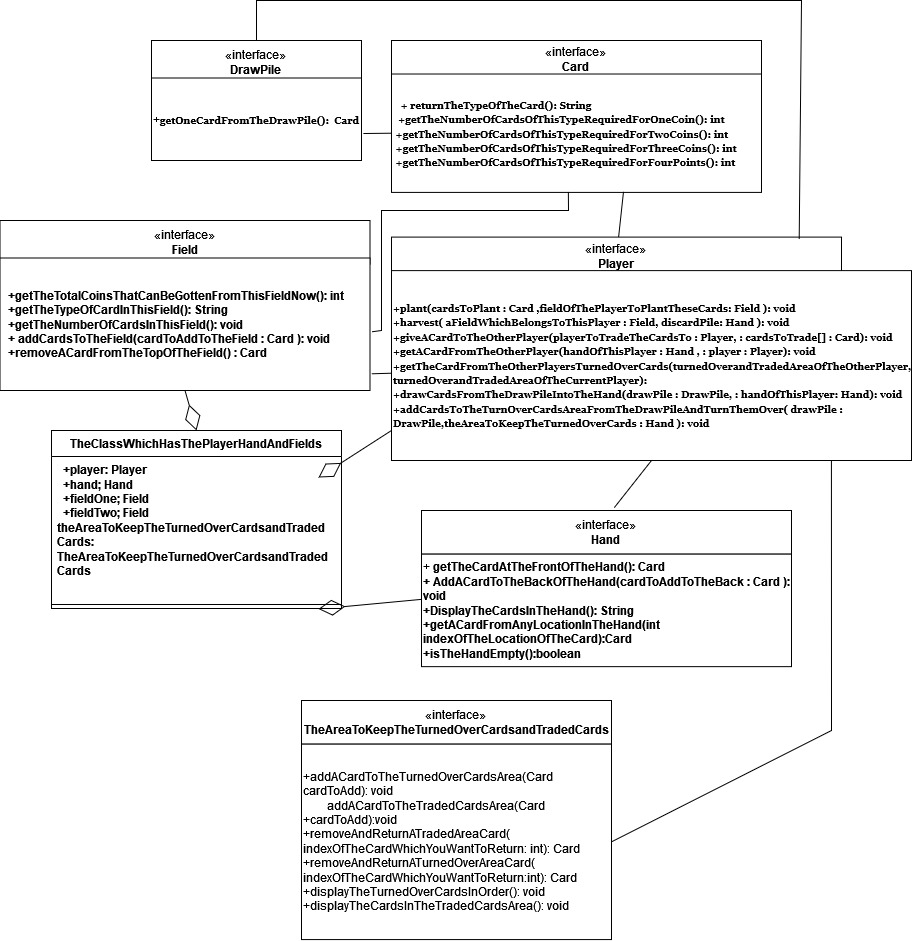 «interface»
DrawPile
+getOneCardFromTheDrawPile(): Card
«interface»
Card
+ returnTheTypeOfTheCard(): String
+getTheNumberOfCardsOfThisTypeRequiredForOneCoin(): int
+getTheNumberOfCardsOfThisTypeRequiredForTwoCoins(): int
+getTheNumberOfCardsOfThisTypeRequiredForThreeCoins(): int
+getTheNumberOfCardsOfThisTypeRequiredForFourPoints(): int
«interface»
Field
+getTheTotalCoinsThatCanBeGottenFromThisFieldNow(): int
+getTheTypeOfCardInThisField(): String
+getTheNumberOfCardsInThisField(): void
+ addCardsToTheField(cardToAddToTheField : Card ): void
+removeACardFromTheTopOfTheField() : Card
«interface»
Player
+plant(cardsToPlant : Card ,fieldOfThePlayerToPlantTheseCards: Field ): void
+harvest( aFieldWhichBelongsToThisPlayer : Field, discardPile: Hand ): void
+giveACardToTheOtherPlayer(playerToTradeTheCardsTo : Player, : cardsToTrade[] : Card): void
+getACardFromTheOtherPlayer(handOfThisPlayer : Hand , : player : Player): void
+getTheCardFromTheOtherPlayersTurnedOverCards(turnedOverandTradedAreaOfTheOtherPlayer,
turnedOverandTradedAreaOfTheCurrentPlayer):
+drawCardsFromTheDrawPileIntoTheHand(drawPile : DrawPile, : handOfThisPlayer: Hand): void
+addCardsToTheTurnOverCardsAreaFromTheDrawPileAndTurnThemOver( drawPile :
DrawPile,theAreaToKeepTheTurnedOverCards : Hand ): void
TheClassWhichHasThePlayerHandAndFields
+player: Player
+hand; Hand
+fieldOne; Field
+fieldTwo; Field
theAreaToKeepTheTurnedOverCardsandTraded
Cards:
TheAreaToKeepTheTurnedOverCardsandTraded
Cards
«interface»
Hand
+ getTheCardAtTheFrontOfTheHand(): Card
+ AddACardToTheBackOfTheHand(cardToAddToTheBack : Card ):
void
+DisplayTheCardsInTheHand(): String
+getACardFromAnyLocationInTheHand(int
indexOfTheLocationOfTheCard):Card
+isTheHandEmpty():boolean
«interface»
TheAreaToKeepTheTurnedOverCardsandTradedCards
+addACardToTheTurnedOverCardsArea(Card
cardToAdd): void
addACardToTheTradedCardsArea(Card
+cardToAdd):void
+removeAndReturnATradedAreaCard(
indexOfTheCardWhichYouWantToReturn: int): Card
+removeAndReturnATurnedOverAreaCard(
indexOfTheCardWhichYouWantToReturn:int): Card
+displayTheTurnedOverCardsInOrder(): void
+displayTheCardsInTheTradedCardsArea(): void